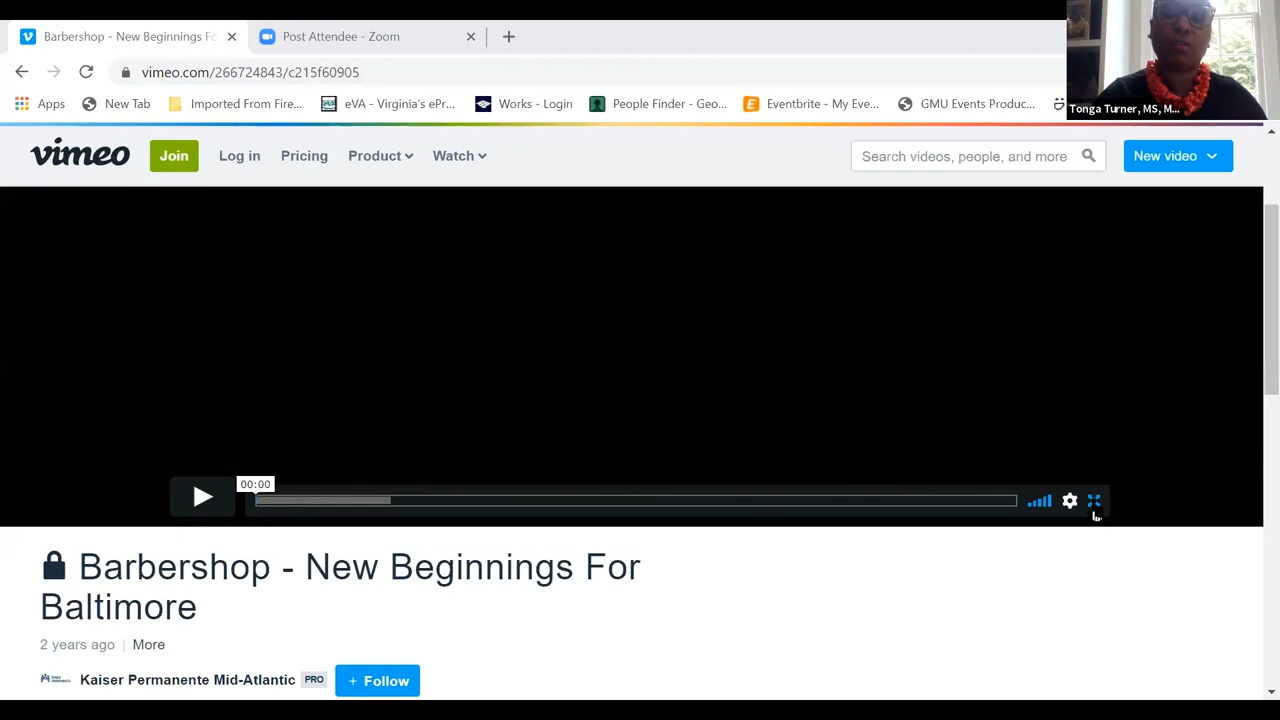 Barbershop - New Beginnings Fo
Post Attendee - Zoom
vimeo.com/266724843/c215f60905
Tonga Turner, MS, M...
Apps
New Tab
Imported From Fire...
eVA - Virginia's ePr...
Works - Login
People Finder - Geo...
Eventbrite - My Eve...
GMU Events Produc...
vimeo
Join
Log in
Pricing
Product
Watch
Search videos, people, and more
New video
00:00
Barbershop - New Beginnings For
Baltimore
2 years ago | More
Kaiser Permanente Mid-Atlantic PRO
+ Follow